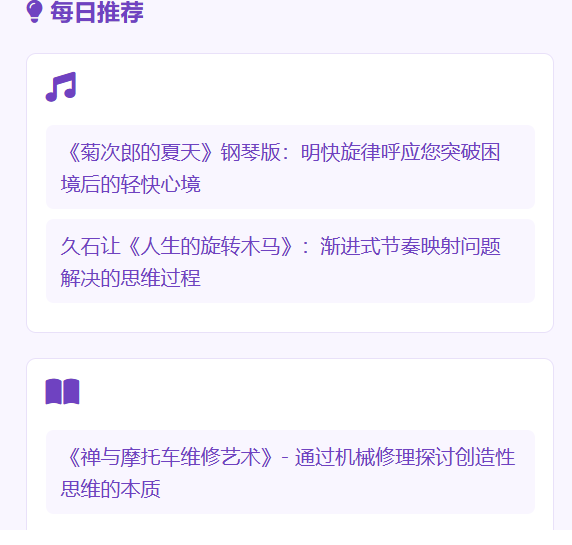 每日推荐
《菊次郎的夏天》钢琴版：明快旋律呼应您突破困
境后的轻快心境
久石让《人生的旋转木马》：渐进式节奏映射问题
解决的思维过程
《禅与摩托车维修艺术》- 通过机械修理探讨创造性
思维的本质